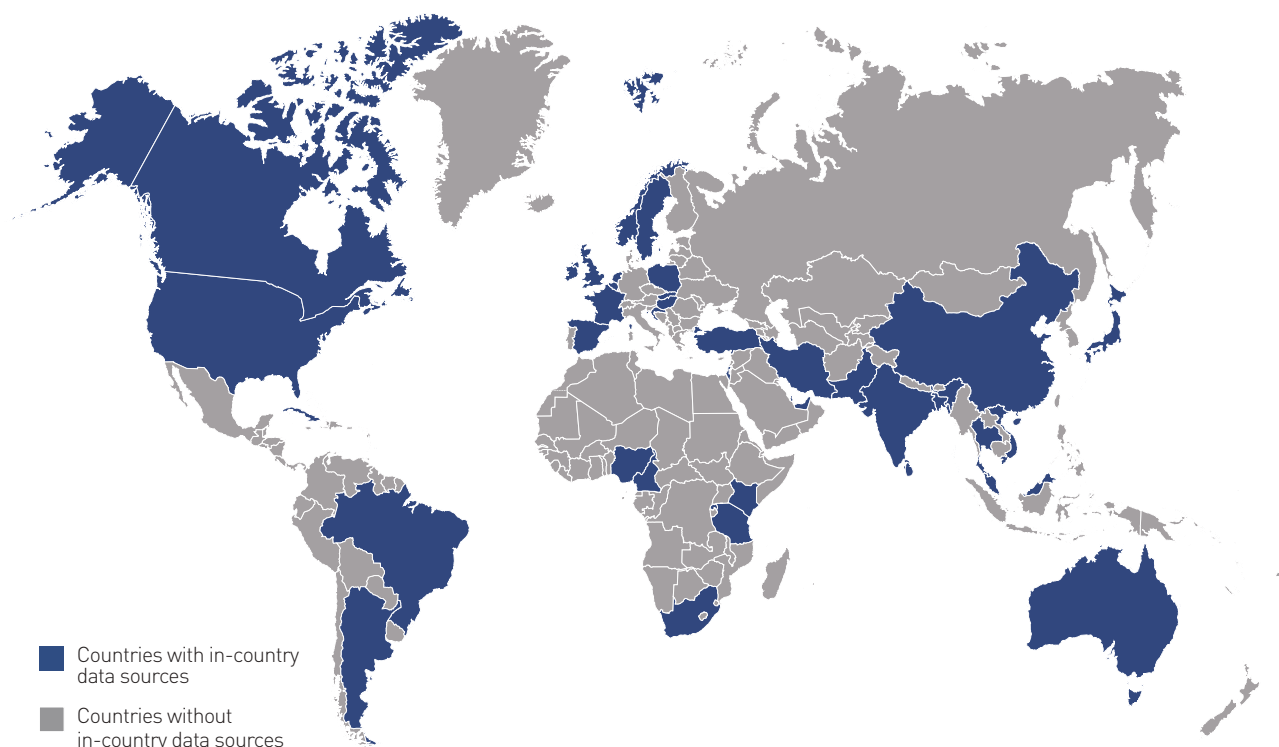 Countries with in-country
data sources
Countries without
in-country data sources